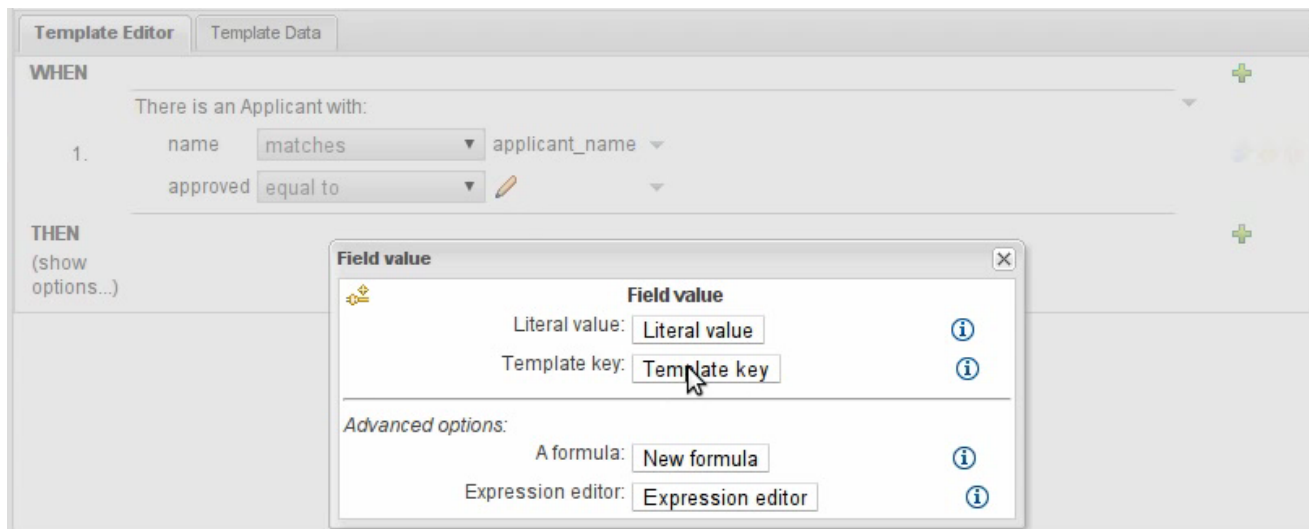 Template Editor Template Data
WHEN
There is an Applicant with:
1.
name matches applicant_name
approved equal to
THEN
(show
options...)
Field value
Field value
Literal value: Literal value
Template key: Template key
Advanced options:
A formula: New formula
Expression editor: Expression editor